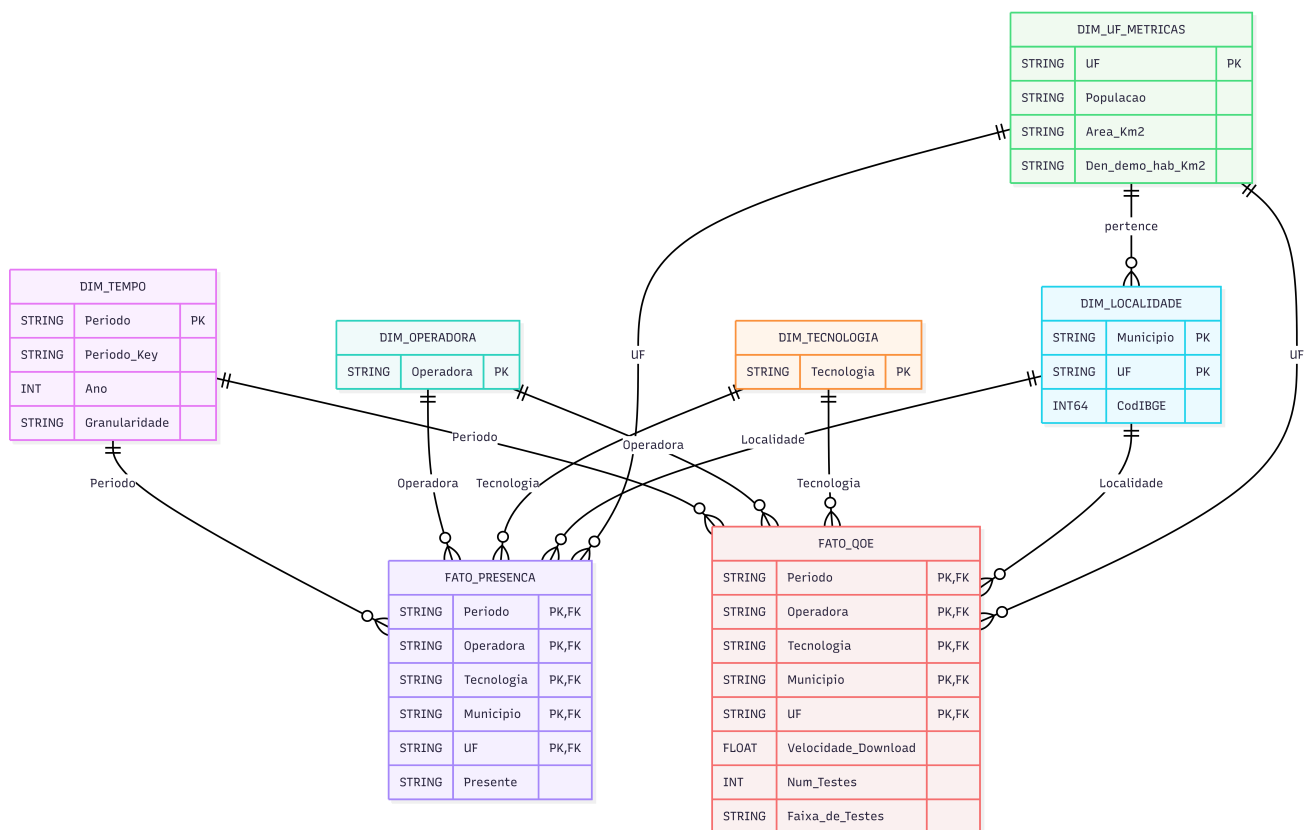 DIM_UF_METRICAS
STRING UF PK
STRING Populacao
STRING Area_Km2
STRING Den_demo_hab_Km2
pertence
DIM_TEMPO
STRING Periodo PK
STRING Periodo_Key
INT Ano
STRING Granularidade
DIM_OPERADORA
STRING Operadora PK
DIM_TECNOLOGIA
STRING Tecnologia PK
DIM_LOCALIDADE
STRING Municipio PK
STRING UF PK
INT64 CodIBGE
UF
UF
Periodo
Operadora
Localidade
Periodo
Operadora
Tecnologia
Tecnologia
Localidade
FATO_PRESENCA
STRING Periodo PK,FK
STRING Operadora PK,FK
STRING Tecnologia PK,FK
STRING Municipio PK,FK
STRING UF PK,FK
STRING Presente
FATO_QOE
STRING Periodo PK,FK
STRING Operadora PK,FK
STRING Tecnologia PK,FK
STRING Municipio PK,FK
STRING UF PK,FK
FLOAT Velocidade_Download
INT Num_Testes
STRING Faixa_de_Testes